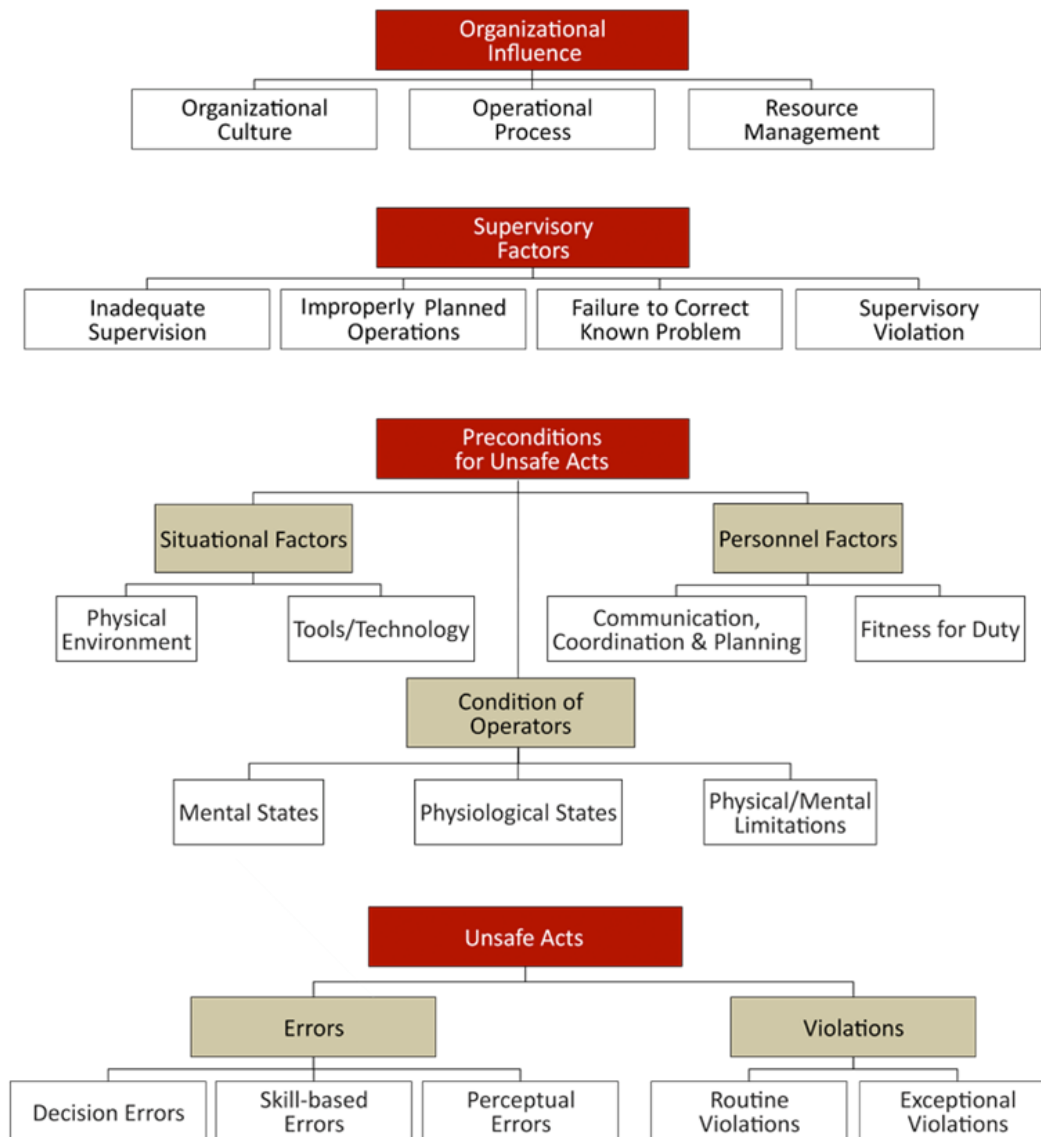 Organizational
Influence
Organizational
Culture
Operational
Process
Resource
Management
Supervisory
Factors
Inadequate
Supervision
Improperly Planned
Operations
Failure to Correct
Known Problem
Supervisory
Violation
Preconditions
for Unsafe Acts
Situational Factors
Personnel Factors
Physical
Environment
Tools/Technology
Communication,
Coordination & Planning
Fitness for Duty
Condition of
Operators
Mental States
Physiological States
Physical/Mental
Limitations
Unsafe Acts
Errors
Violations
Decision Errors
Skill-based
Errors
Perceptual
Errors
Routine
Violations
Exceptional
Violations